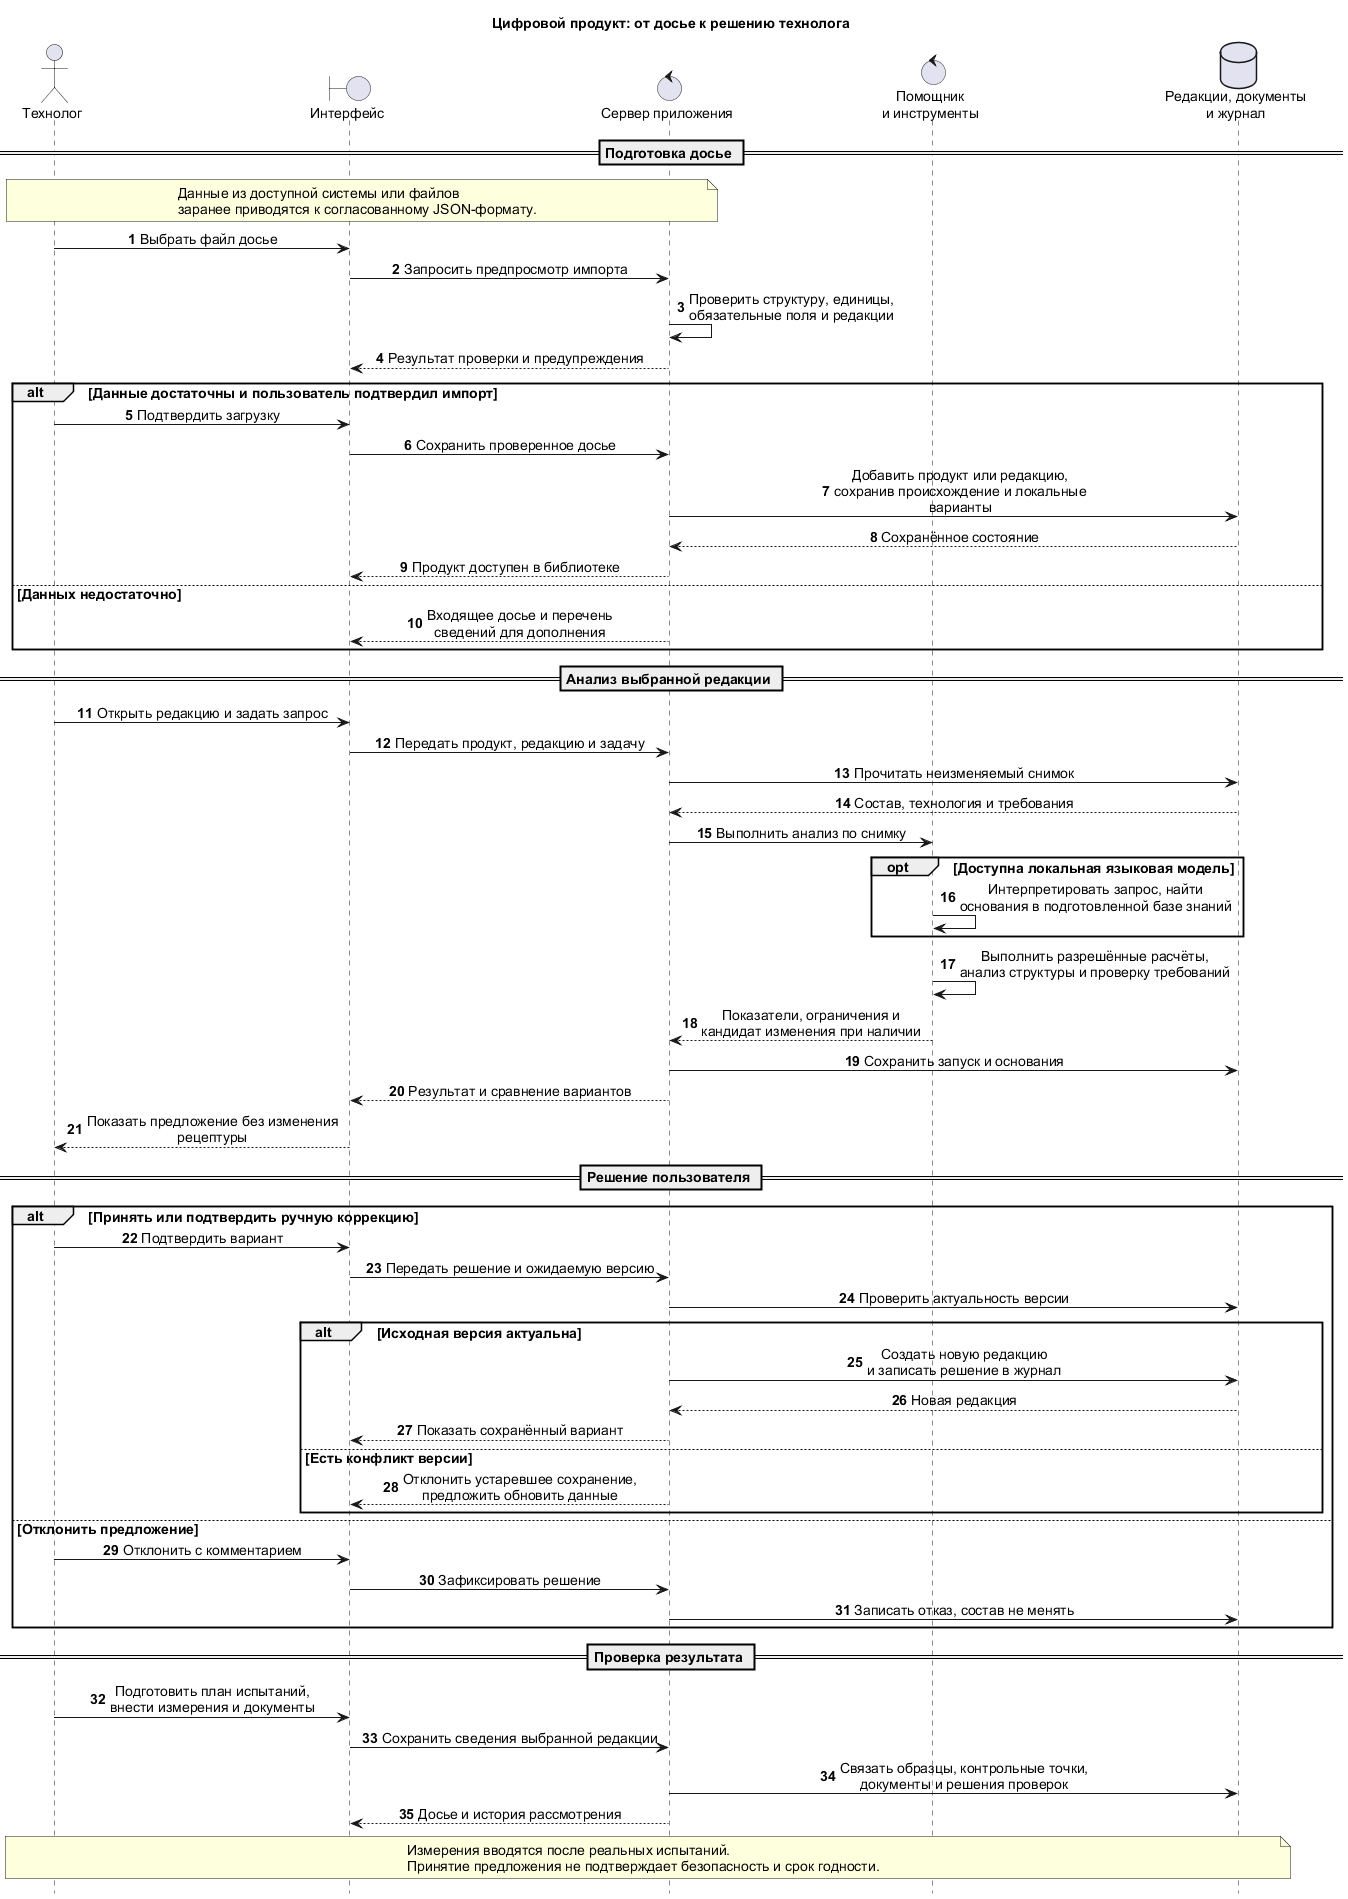 Цифровой продукт: от досье к решению технолога
Технолог
Интерфейс
Сервер приложения
Помощник
и инструменты
Редакции, документы
и журнал
Подготовка досье
Данные из доступной системы или файлов
заранее приводятся к согласованному JSON-формату.
1 Выбрать файл досье
2 Запросить предпросмотр импорта
3 Проверить структуру, единицы,
обязательные поля и редакции
4 Результат проверки и предупреждения
alt [Данные достаточны и пользователь подтвердил импорт]
5 Подтвердить загрузку
6 Сохранить проверенное досье
Добавить продукт или редакцию,
7 сохранив происхождение и локальные
варианты
8 Сохранённое состояние
9 Продукт доступен в библиотеке
[Данных недостаточно]
10 Входящее досье и перечень
сведений для дополнения
Анализ выбранной редакции
11 Открыть редакцию и задать запрос
12 Передать продукт, редакцию и задачу
13 Прочитать неизменяемый снимок
14 Состав, технология и требования
15 Выполнить анализ по снимку
opt [Доступна локальная языковая модель]
16 Интерпретировать запрос, найти
основания в подготовленной базе знаний
17 Выполнить разрешённые расчёты,
анализ структуры и проверку требований
18 Показатели, ограничения и
кандидат изменения при наличии
19 Сохранить запуск и основания
20 Результат и сравнение вариантов
21 Показать предложение без изменения
рецептуры
Решение пользователя
alt [Принять или подтвердить ручную коррекцию]
22 Подтвердить вариант
23 Передать решение и ожидаемую версию
24 Проверить актуальность версии
alt [Исходная версия актуальна]
25 Создать новую редакцию
и записать решение в журнал
26 Новая редакция
27 Показать сохранённый вариант
[Есть конфликт версии]
28 Отклонить устаревшее сохранение,
предложить обновить данные
[Отклонить предложение]
29 Отклонить с комментарием
30 Зафиксировать решение
31 Записать отказ, состав не менять
Проверка результата
32 Подготовить план испытаний,
внести измерения и документы
33 Сохранить сведения выбранной редакции
34 Связать образцы, контрольные точки,
документы и решения проверок
35 Досье и история рассмотрения
Измерения вводятся после реальных испытаний.
Принятие предложения не подтверждает безопасность и срок годности.